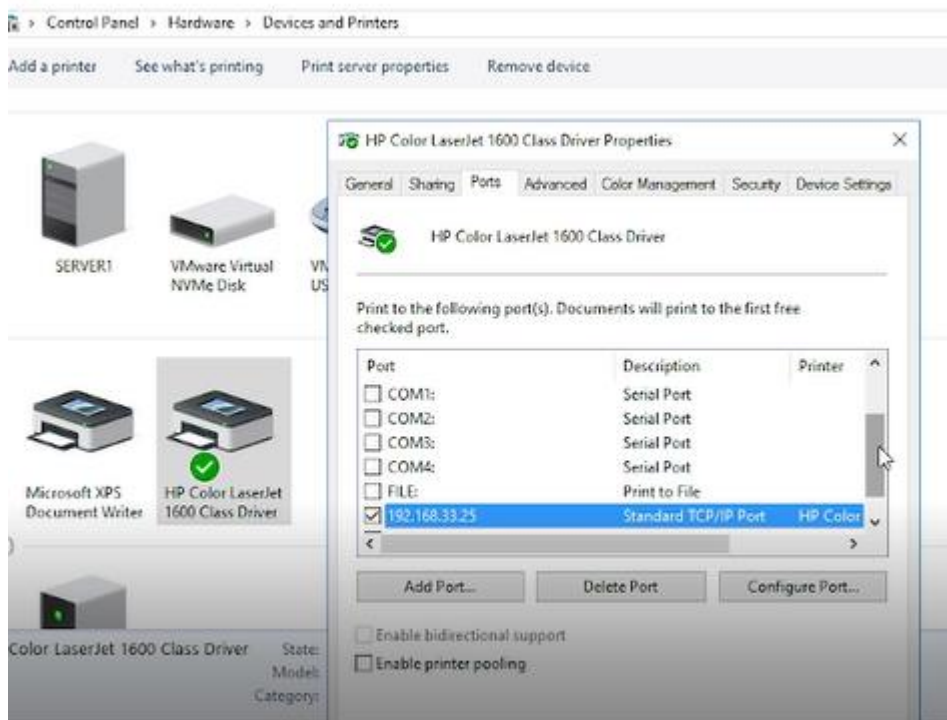 Control Panel > Hardware > Devices and Printers
Add a printer See what's printing Print server properties Remove device
HP Color LaserJet 1600 Class Driver Properties
General Sharing Ports Advanced Color Management Security Device Settings
HP Color LaserJet 1600 Class Driver
SERVER1
VMware Virtual
NVMe Disk
VM
US
Print to the following port(s). Documents will print to the first free
checked port.
Port Description Printer
COM1: Serial Port
COM2: Serial Port
COM3: Serial Port
COM4: Serial Port
FILE: Print to File
192.168.33.25 Standard TCP/IP Port HP Color
Microsoft XPS
Document Writer
HP Color LaserJet
1600 Class Driver
Add Port... Delete Port Configure Port...
Enable bidirectional support
Enable printer pooling
Color LaserJet 1600 Class Driver State:
Model:
Category: